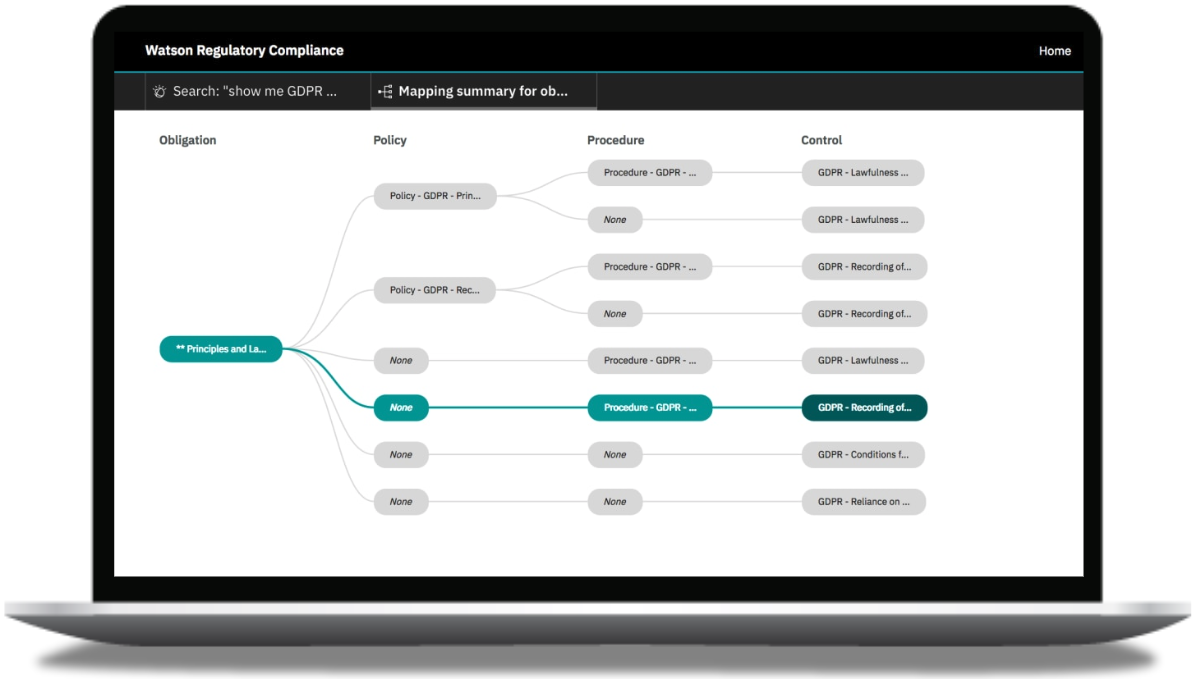 Watson Regulatory Compliance
Home
Search: "show me GDPR ...
Mapping summary for ob...
Obligation
Policy
Procedure
Control
Procedure - GDPR - ...
GDPR - Lawfulness ...
Policy - GDPR - Prin...
None
GDPR - Lawfulness ...
Procedure - GDPR - ...
GDPR - Recording of...
Policy - GDPR - Rec...
None
GDPR - Recording of...
** Principles and La...
None
Procedure - GDPR - ...
GDPR - Lawfulness ...
None
Procedure - GDPR - ...
GDPR - Recording of...
None
None
GDPR - Conditions f...
None
None
GDPR - Reliance on ...